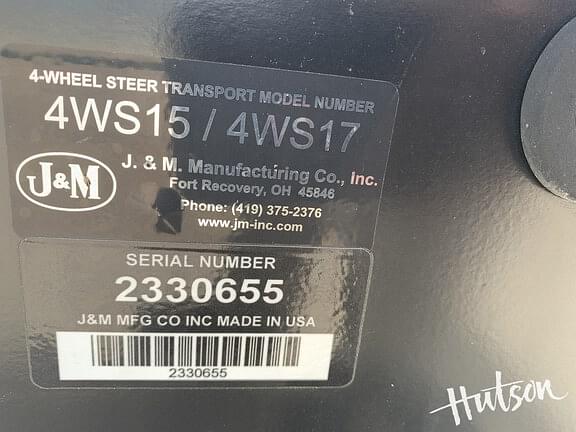 4-WHEEL STEER TRANSPORT MODEL NUMBER
4WS15 / 4WS17
J&M
J. & M. Manufacturing Co., Inc.
Fort Recovery, OH 45846
Phone: (419) 375-2376
www.jm-inc.com
SERIAL NUMBER
2330655
J&M MFG CO INC MADE IN USA
2330655
Hutson